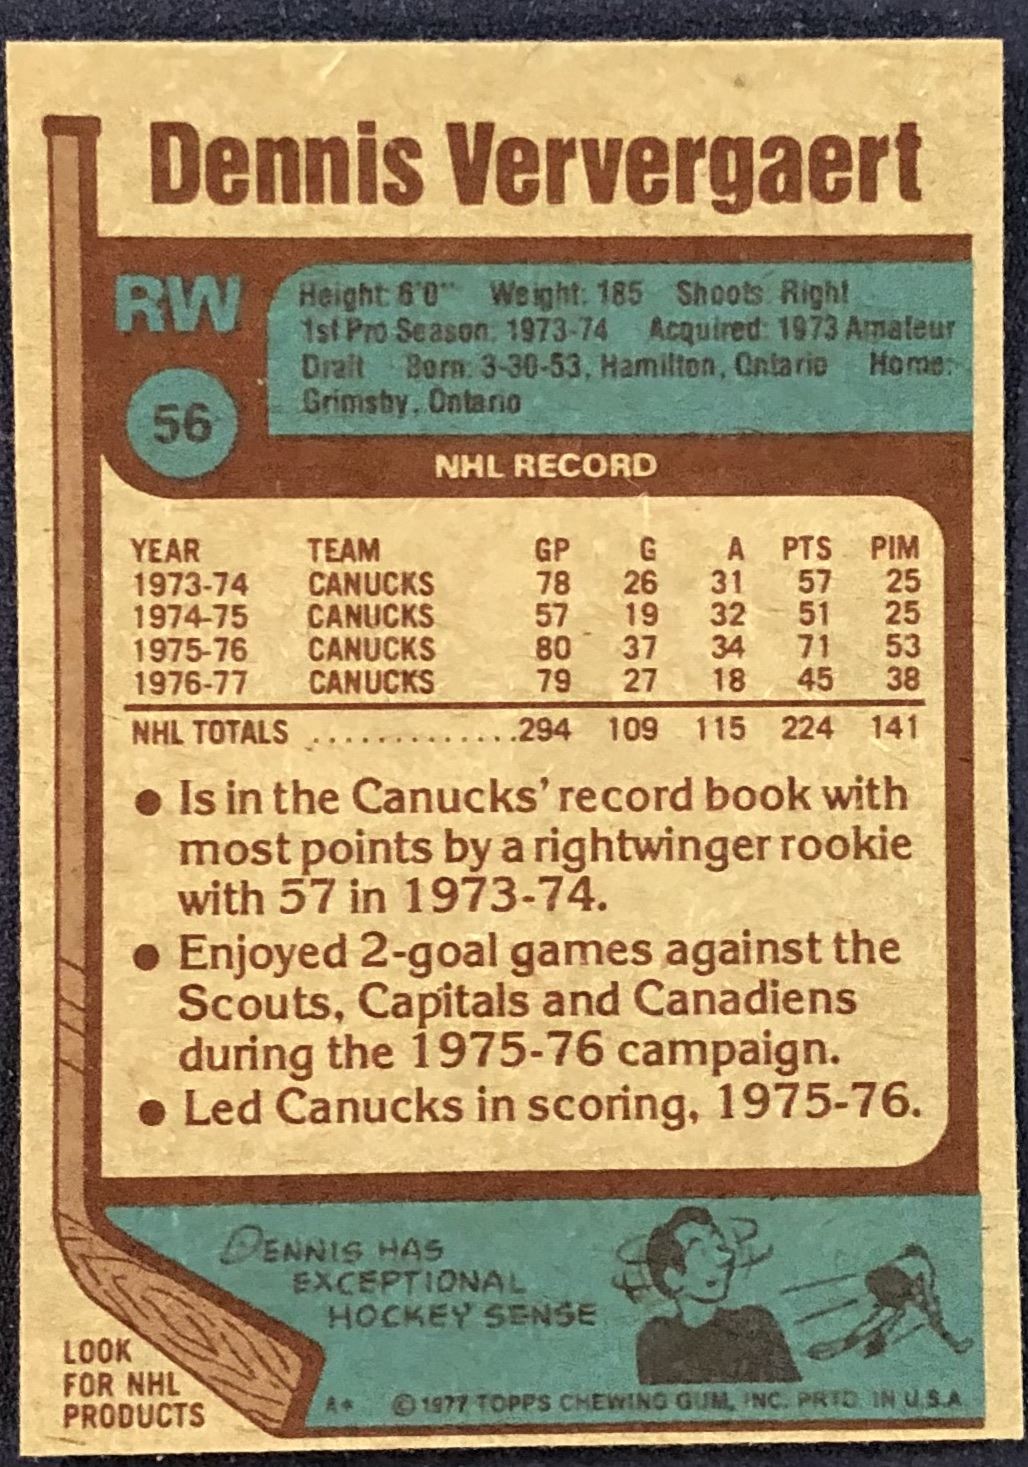 Dennis Ververgaert
RW
Height: 6'0" Weight: 185 Shoots: Right
1st Pro Season: 1973-74 Acquired: 1973 Amateur
Draft Born: 3-30-53, Hamilton, Ontario Home:
Grimsby, Ontario
56
NHL RECORD
YEAR TEAM GP G A PTS PIM
1973-74 CANUCKS 78 26 31 57 25
1974-75 CANUCKS 57 19 32 51 25
1975-76 CANUCKS 80 37 34 71 53
1976-77 CANUCKS 79 27 18 45 38
NHL TOTALS ..............294 109 115 224 141
● Is in the Canucks' record book with
most points by a rightwinger rookie
with 57 in 1973-74.
● Enjoyed 2-goal games against the
Scouts, Capitals and Canadiens
during the 1975-76 campaign.
● Led Canucks in scoring, 1975-76.
DENNIS HAS
EXCEPTIONAL
HOCKEY SENSE
LOOK
FOR NHL
PRODUCTS
A* ©1977 TOPPS CHEWING GUM, INC. PRTD. IN U.S.A.